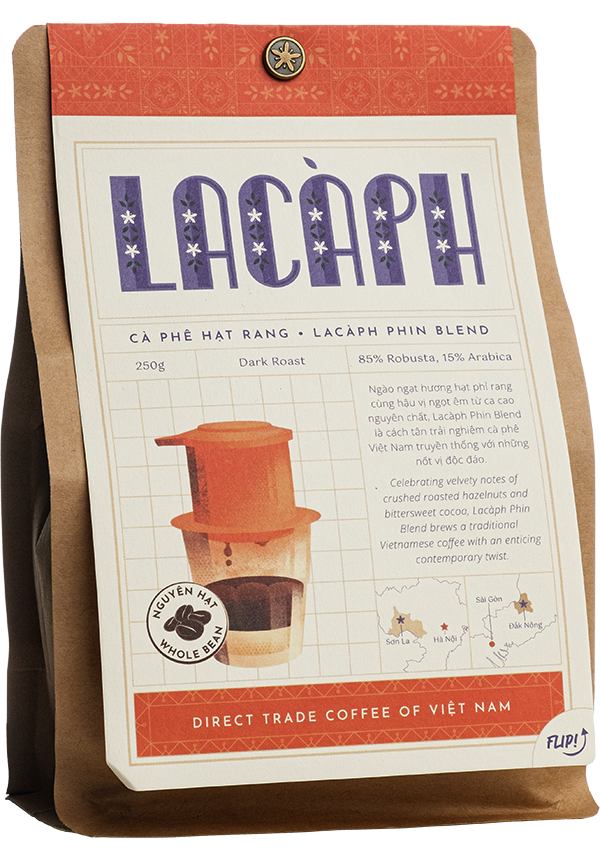 LACÀPH
CÀ PHÊ HẠT RANG • LACÀPH PHIN BLEND
250g
Dark Roast
85% Robusta, 15% Arabica
Ngào ngạt hương hạt phỉ rang
cùng hậu vị ngọt êm từ ca cao
nguyên chất, Lacàph Phin Blend
là cách tân trải nghiệm cà phê
Việt Nam truyền thống với những
nốt vị độc đáo.
Celebrating velvety notes of
crushed roasted hazelnuts and
bittersweet cocoa, Lacàph Phin
Blend brews a traditional
Vietnamese coffee with an enticing
contemporary twist.
NGUYÊN HẠT
WHOLE BEAN
Sơn La
Hà Nội
Sài Gòn
Đắk Nông
DIRECT TRADE COFFEE OF VIỆT NAM
FLIP!